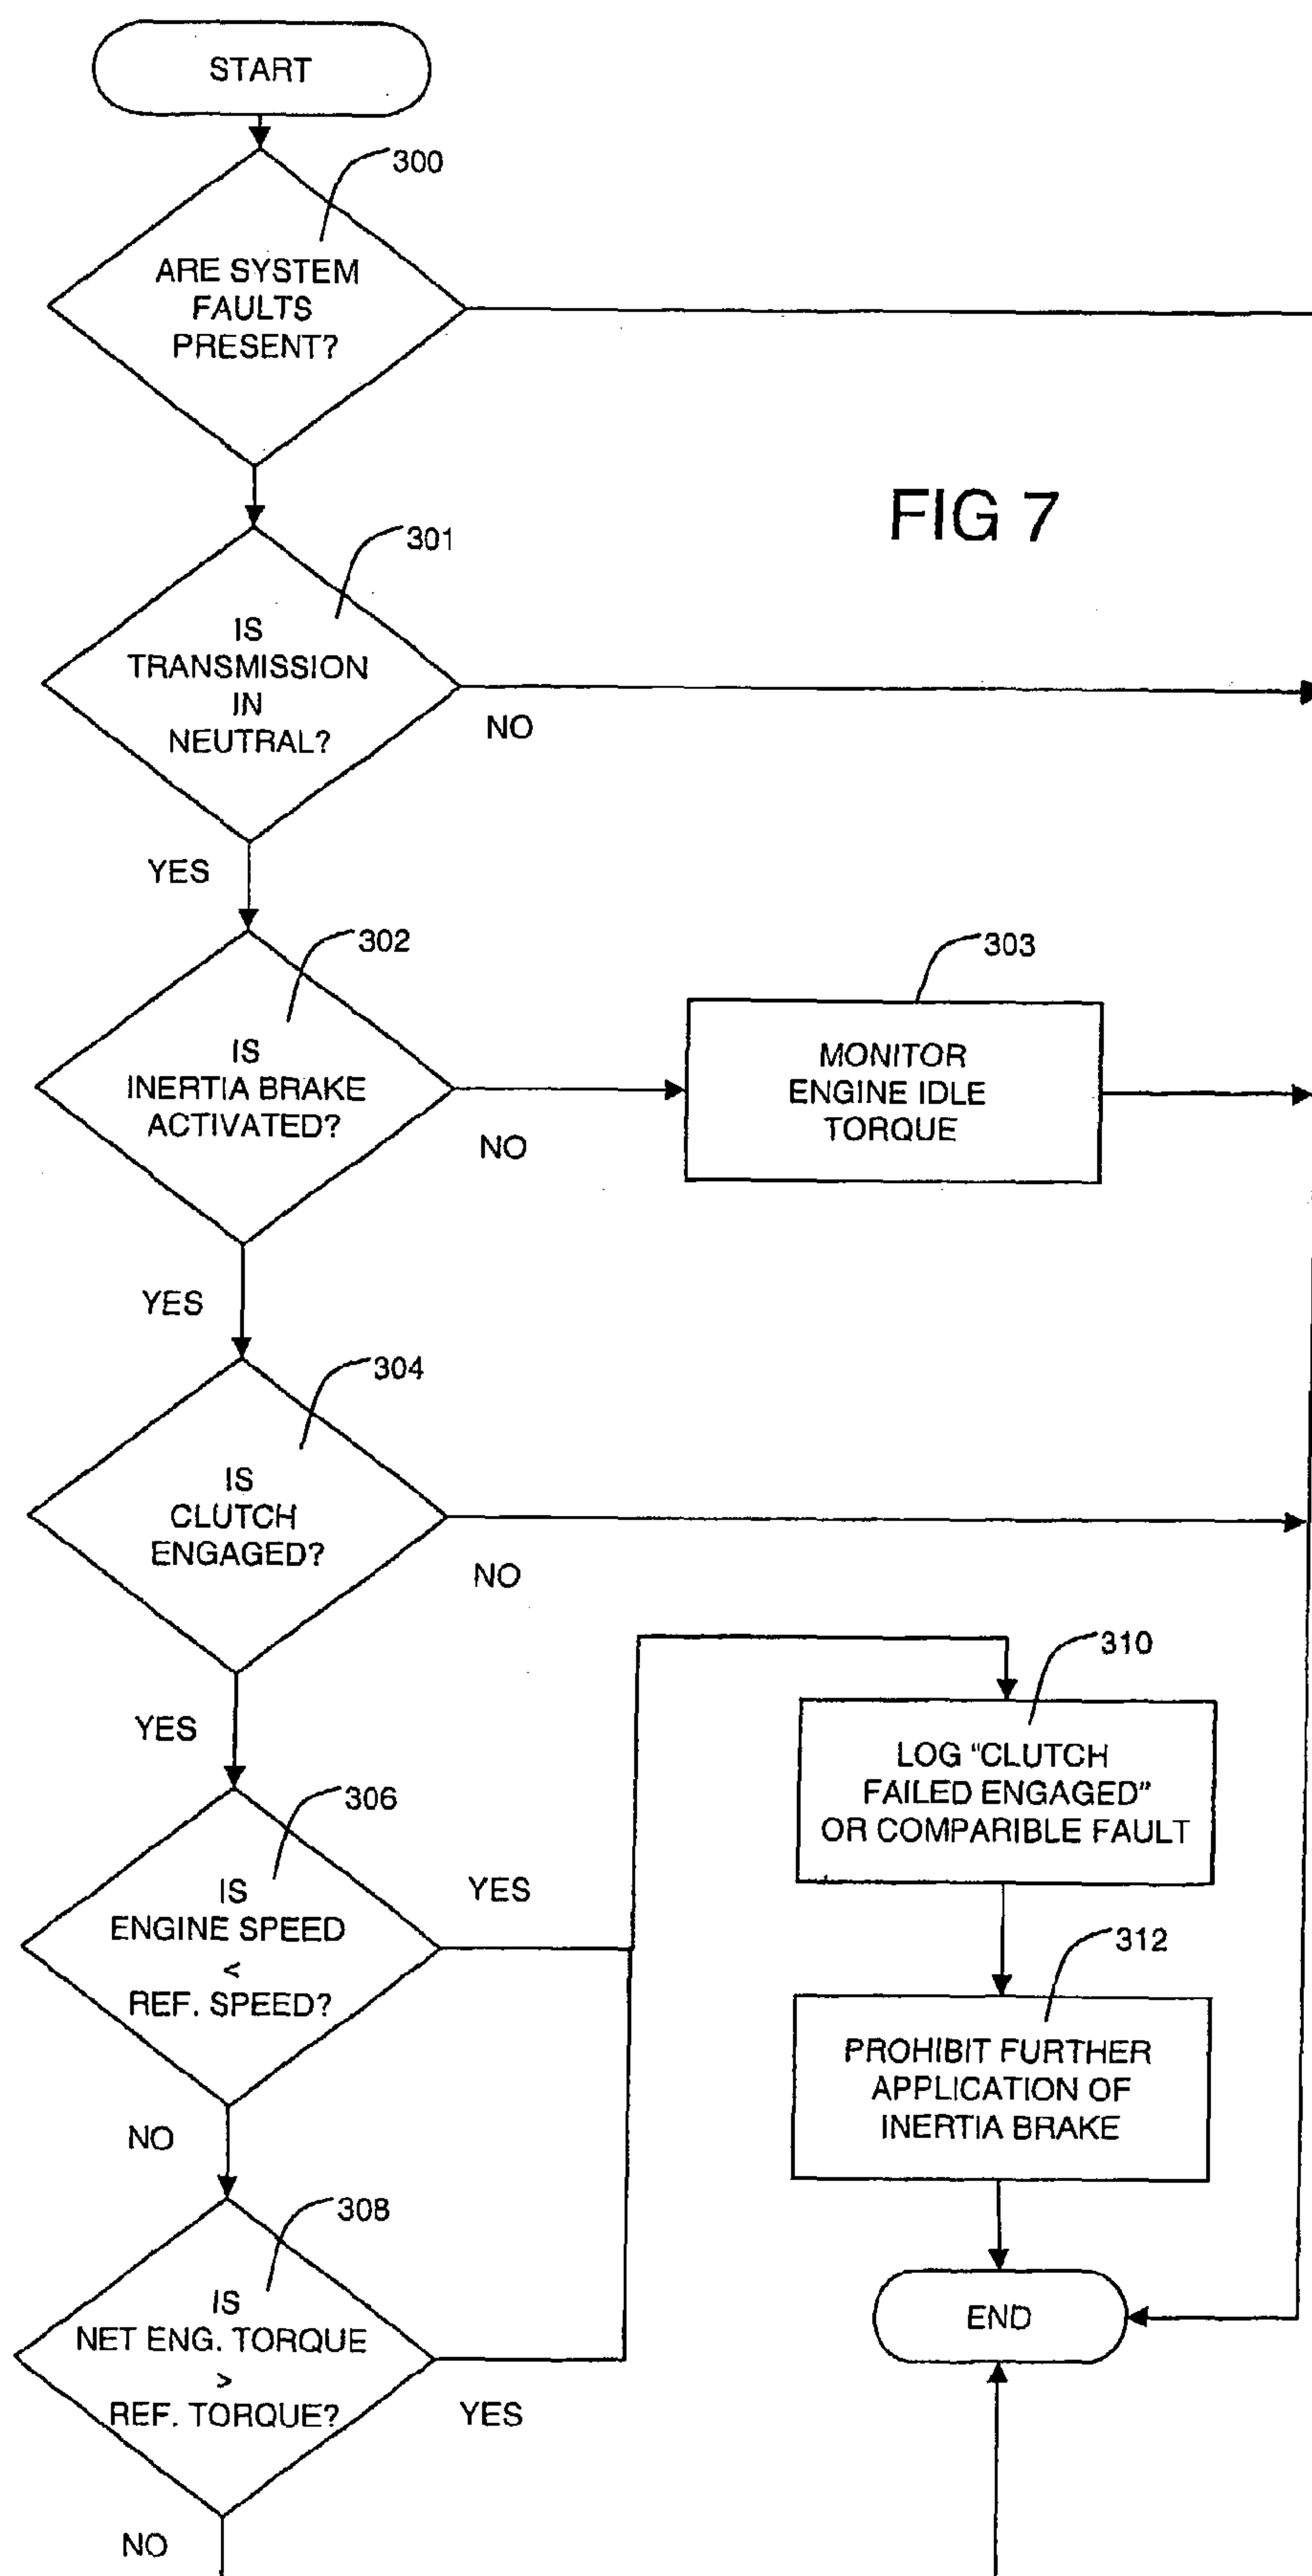 START
300
ARE SYSTEM
FAULTS
PRESENT?
FIG 7
301
IS
TRANSMISSION
IN
NEUTRAL?
NO
YES
302
IS
INERTIA BRAKE
ACTIVATED?
NO
303
MONITOR
ENGINE IDLE
TORQUE
YES
304
IS
CLUTCH
ENGAGED?
NO
YES
306
IS
ENGINE SPEED
<
REF. SPEED?
YES
310
LOG "CLUTCH
FAILED ENGAGED"
OR COMPARIBLE FAULT
312
PROHIBIT FURTHER
APPLICATION OF
INERTIA BRAKE
NO
308
IS
NET ENG. TORQUE
>
REF. TORQUE?
YES
END
NO